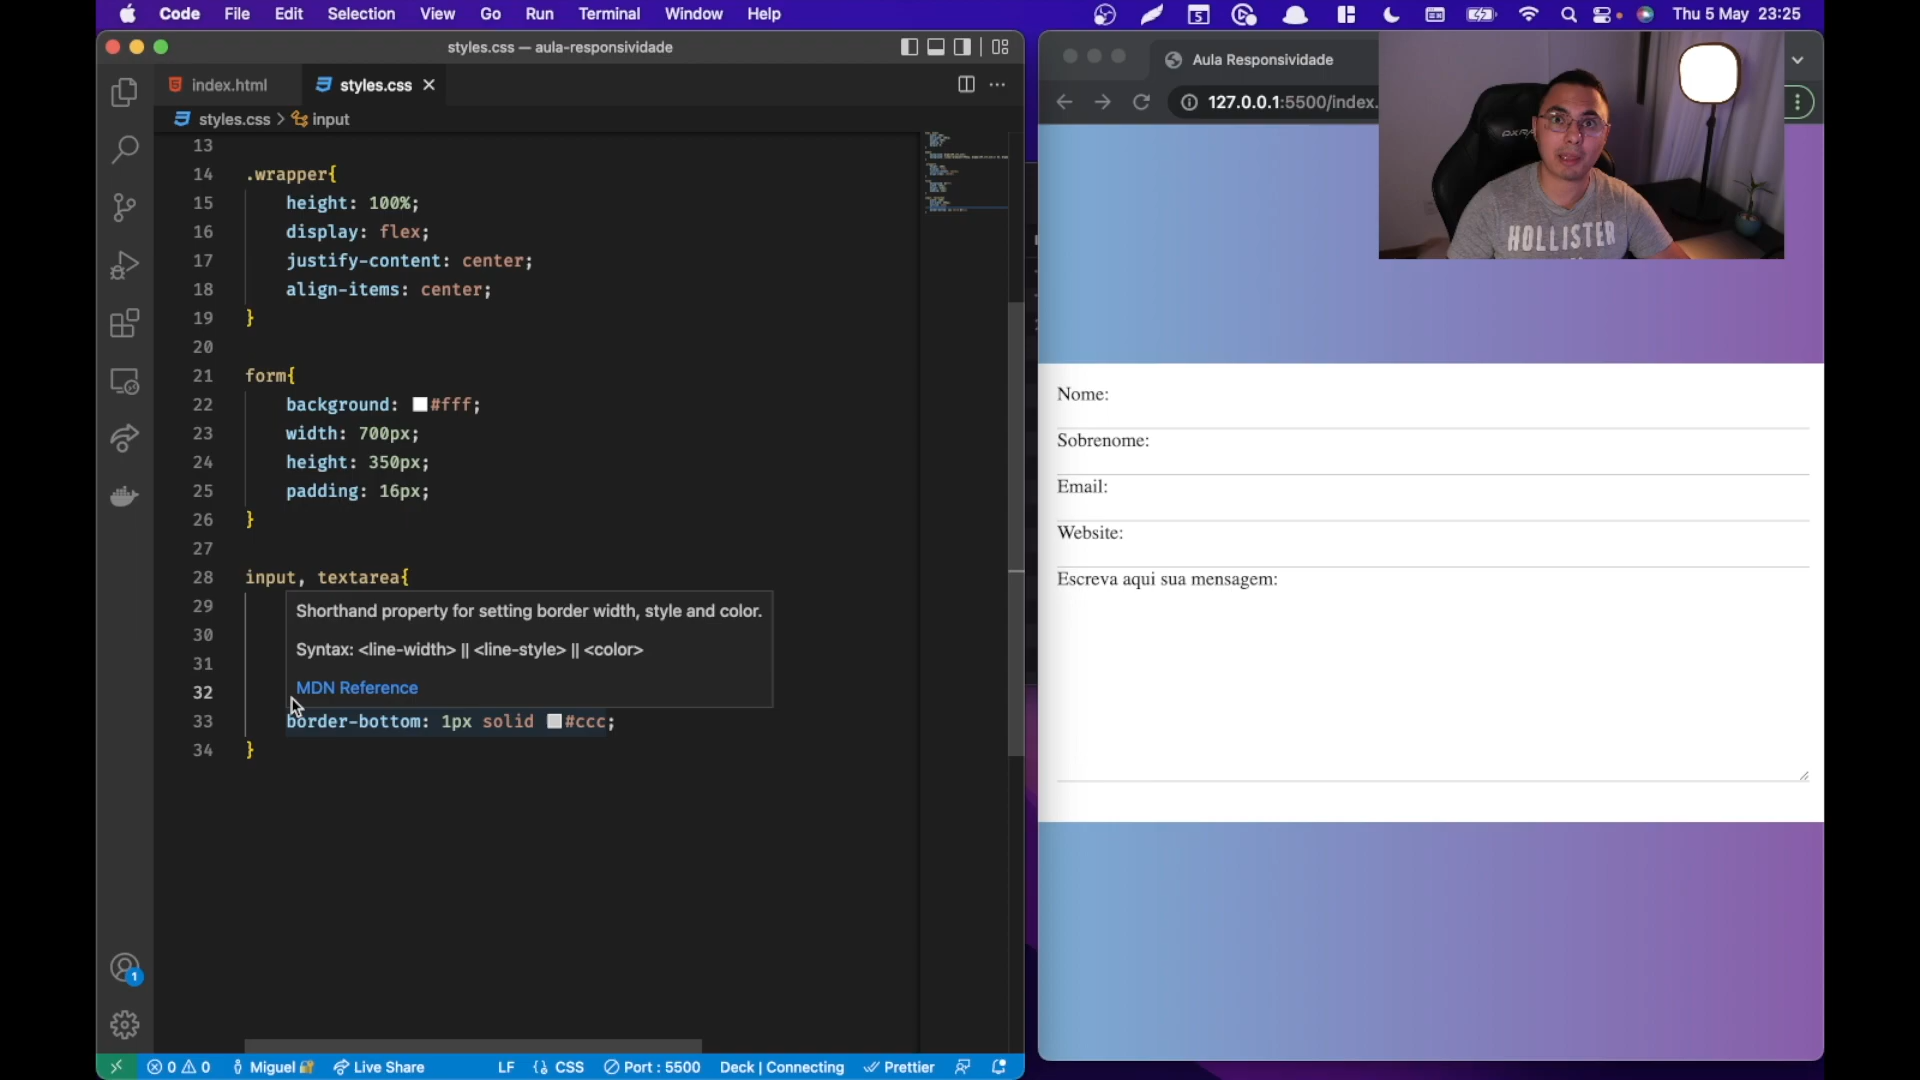 Code File Edit Selection View Go Run Terminal Window Help
5
Thu 5 May 23:25
styles.css — aula-responsividade
index.html
styles.css
styles.css > input
13
14 .wrapper{
15 height: 100%;
16 display: flex;
17 justify-content: center;
18 align-items: center;
19 }
20
21 form{
22 background: #fff;
23 width: 700px;
24 height: 350px;
25 padding: 16px;
26 }
27
28 input, textarea{
29
30
31
32
33 border-bottom: 1px solid #ccc;
34 }
Shorthand property for setting border width, style and color.
Syntax: <line-width> || <line-style> || <color>
MDN Reference
1
0 0 Miguel Live Share LF {} CSS Port : 5500 Deck | Connecting Prettier
Aula Responsividade
127.0.0.1:5500/index.
HOLLISTER
Nome:
Sobrenome:
Email:
Website:
Escreva aqui sua mensagem: